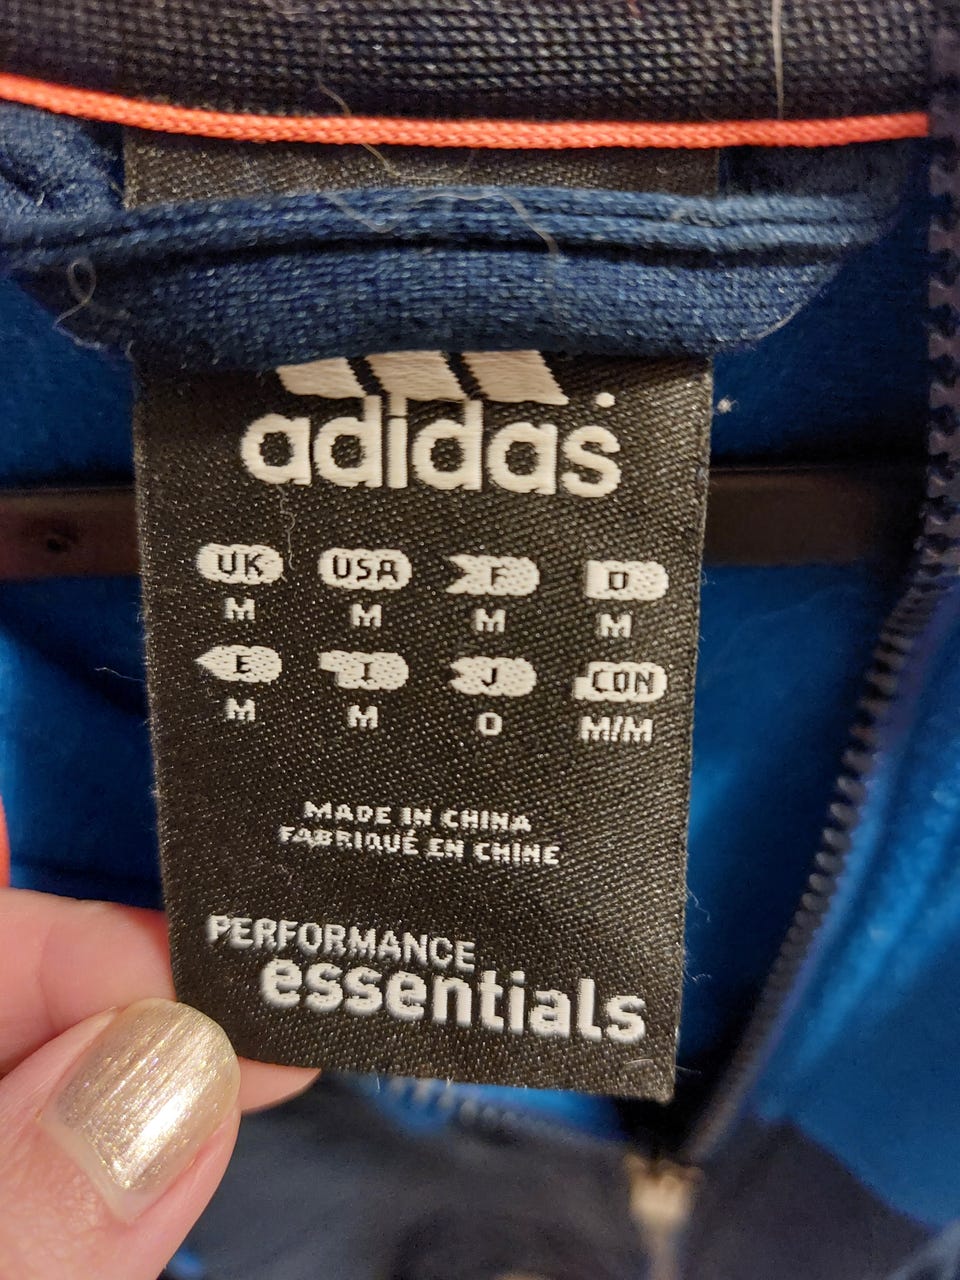 adidas
UK USA F D
M M M M
E I J CON
M M O M/M
MADE IN CHINA
FABRIQUÉ EN CHINE
PERFORMANCE
essentials